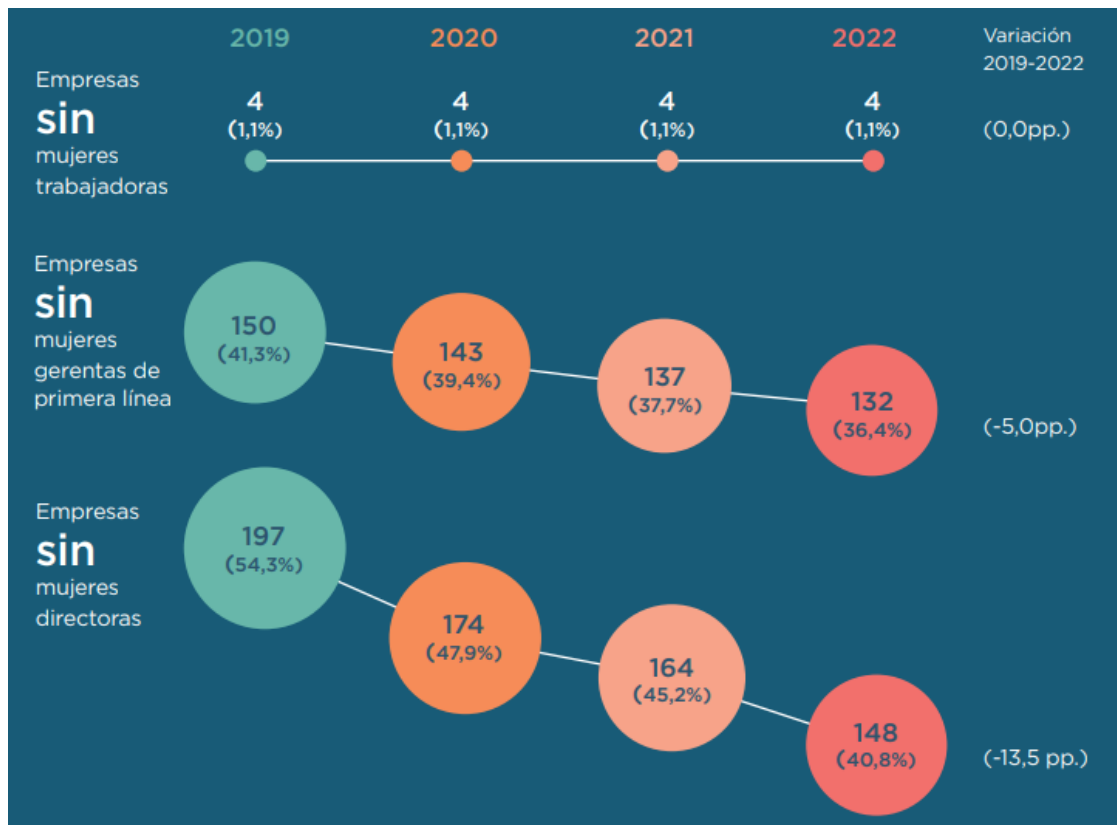 2019 2020 2021 2022 Variación
2019-2022
Empresas
sin
mujeres
trabajadoras
4 4 4 4
(1,1%) (1,1%) (1,1%) (1,1%) (0,0pp.)
Empresas
sin
mujeres
gerentas de
primera línea
150
(41,3%)
143
(39,4%)
137
(37,7%)
132
(36,4%)
(-5,0pp.)
Empresas
sin
mujeres
directoras
197
(54,3%)
174
(47,9%)
164
(45,2%)
148
(40,8%)
(-13,5 pp.)